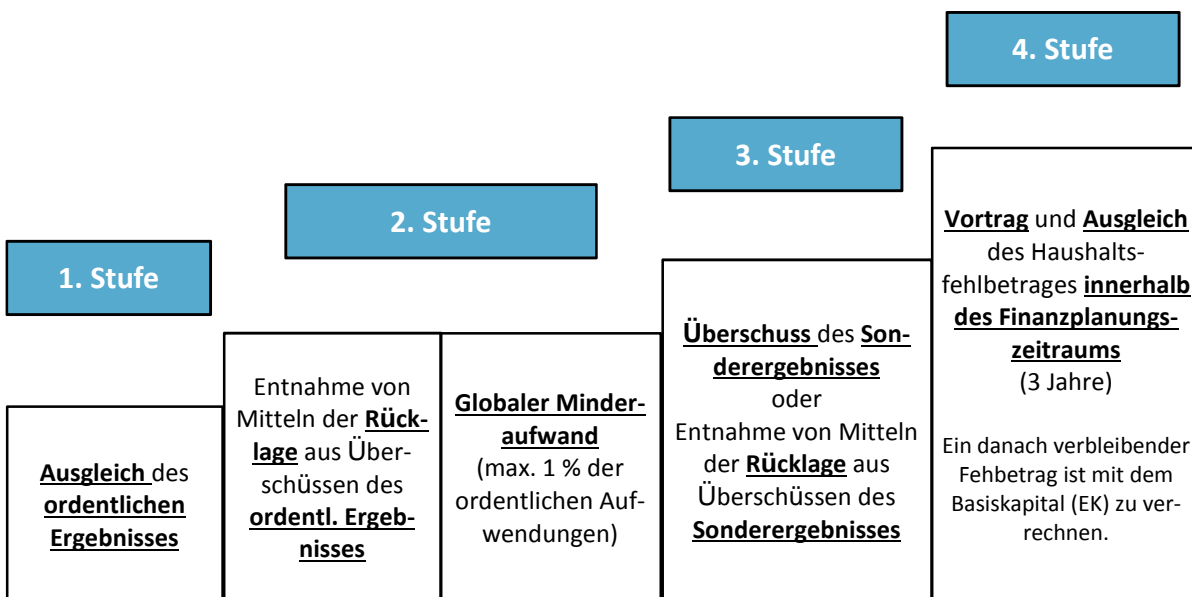 1. Stufe
Ausgleich des
ordentlichen
Ergebnisses
2. Stufe
Entnahme von
Mitteln der Rück-
lage aus Über-
schüssen des
ordentl. Ergeb-
nisses
Globaler Minder-
aufwand
(max. 1 % der
ordentlichen Auf-
wendungen)
3. Stufe
Überschuss des Son-
derergebnisses
oder
Entnahme von Mitteln
der Rücklage aus
Überschüssen des
Sonderergebnisses
4. Stufe
Vortrag und Ausgleich
des Haushalts-
fehlbetrages innerhalb
des Finanzplanungs-
zeitraums
(3 Jahre)
Ein danach verbleibender
Fehbetrag ist mit dem
Basiskapital (EK) zu ver-
rechnen.